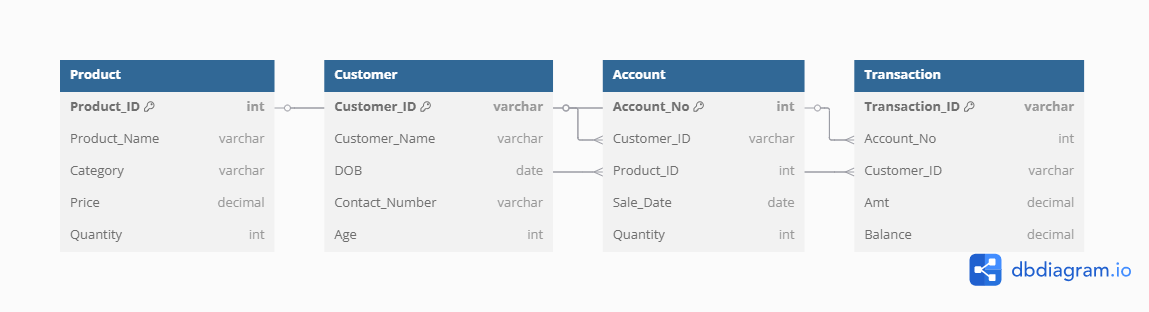 Product
Product_ID int
Product_Name varchar
Category varchar
Price decimal
Quantity int
Customer
Customer_ID varchar
Customer_Name varchar
DOB date
Contact_Number varchar
Age int
Account
Account_No int
Customer_ID varchar
Product_ID int
Sale_Date date
Quantity int
Transaction
Transaction_ID varchar
Account_No int
Customer_ID varchar
Amt decimal
Balance decimal
dbdiagram.io